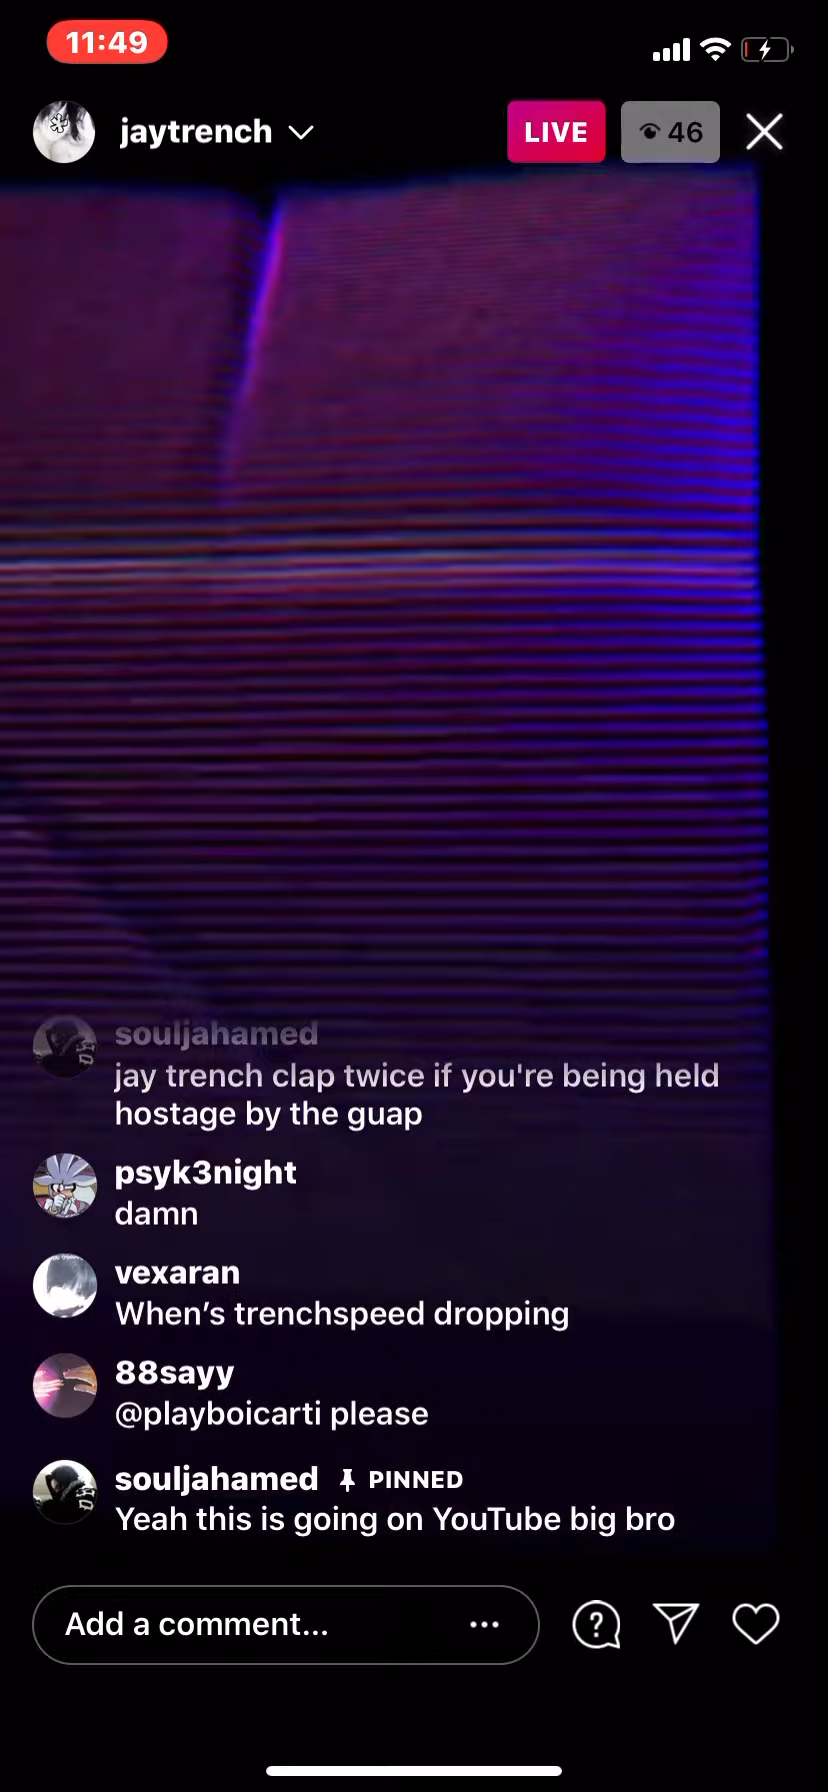 11:49
jaytrench
LIVE
46
souljahamed
jay trench clap twice if you're being held
hostage by the guap
psyk3night
damn
vexaran
When’s trenchspeed dropping
88sayy
@playboicarti please
souljahamed PINNED
Yeah this is going on YouTube big bro
Add a comment...